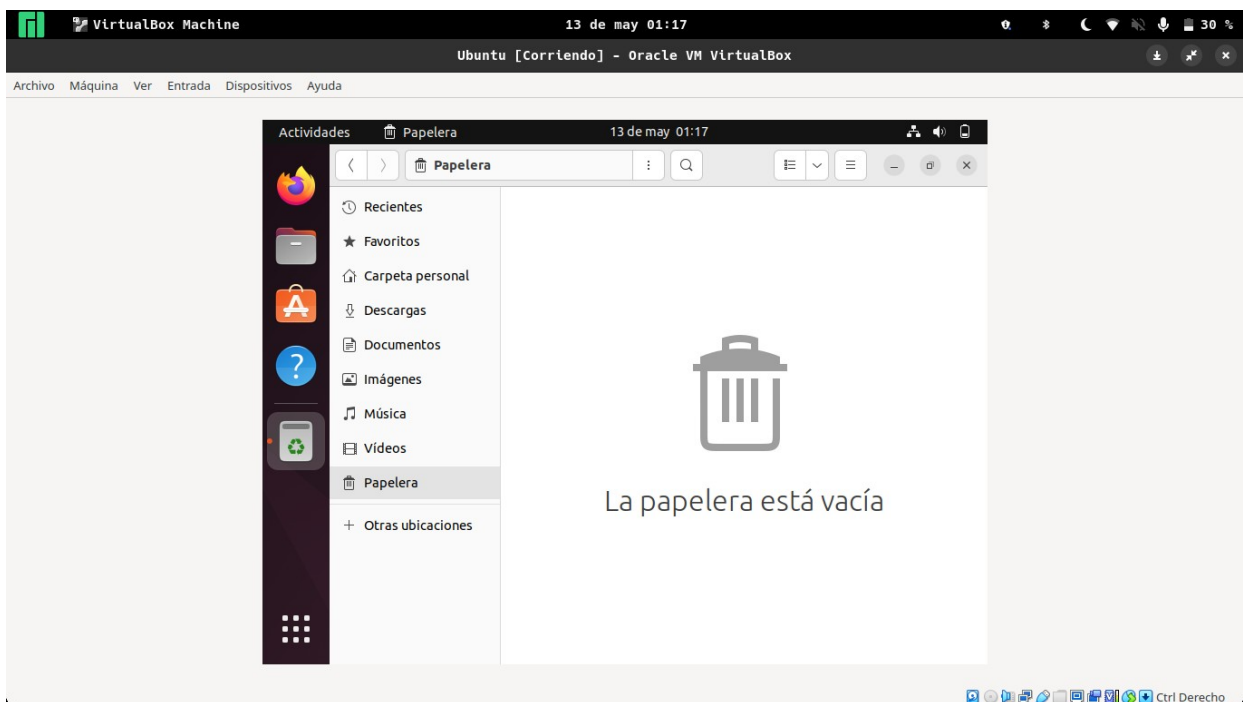 VirtualBox Machine 13 de may 01:17 30 %
Ubuntu [Corriendo] - Oracle VM VirtualBox
Archivo Máquina Ver Entrada Dispositivos Ayuda
Actividades Papelera 13 de may 01:17
Papelera
Recientes
Favoritos
Carpeta personal
Descargas
Documentos
Imágenes
Música
Vídeos
Papelera
Otras ubicaciones
La papelera está vacía
Ctrl Derecho